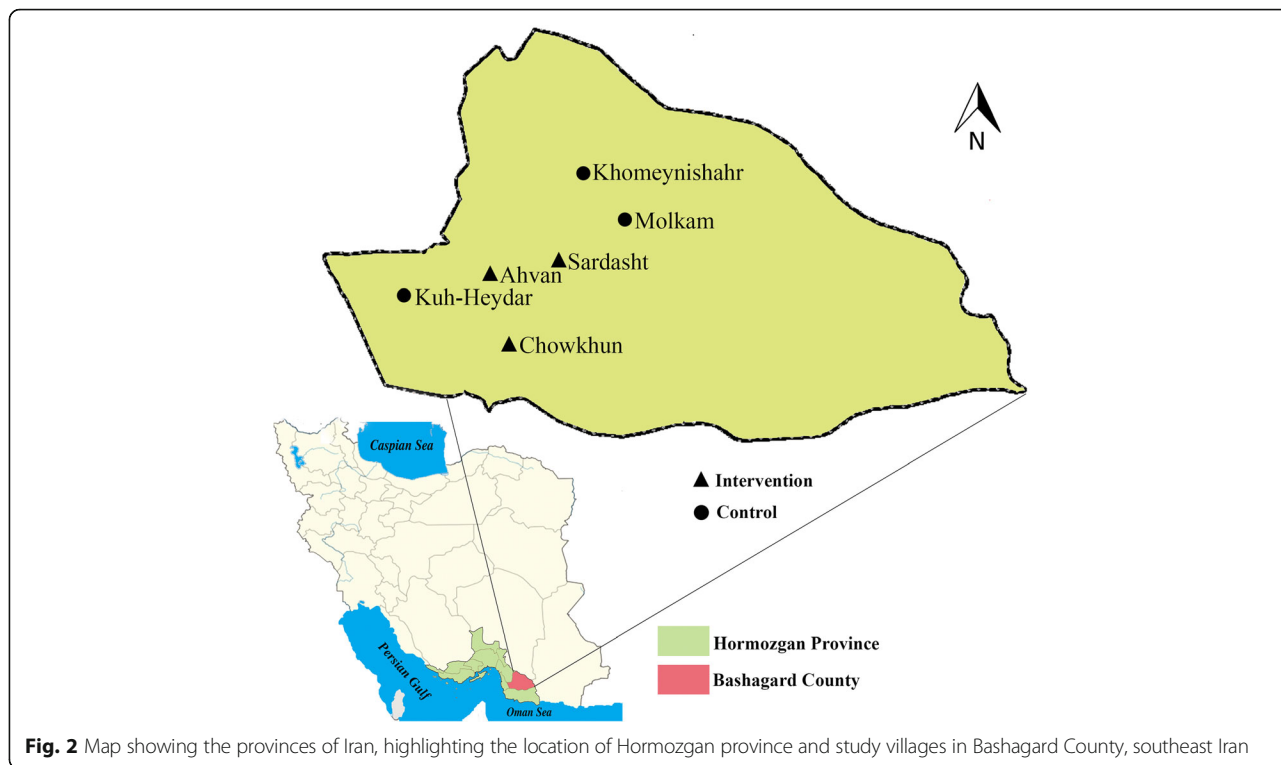 N
Khomeynishahr
Molkam
Sardasht
Ahvan
Kuh-Heydar
Chowkhun
Caspian Sea
Intervention
Control
Hormozgan Province
Persian Gulf
Bashagard County
Oman Sea
Fig. 2 Map showing the provinces of Iran, highlighting the location of Hormozgan province and study villages in Bashagard County, southeast Iran